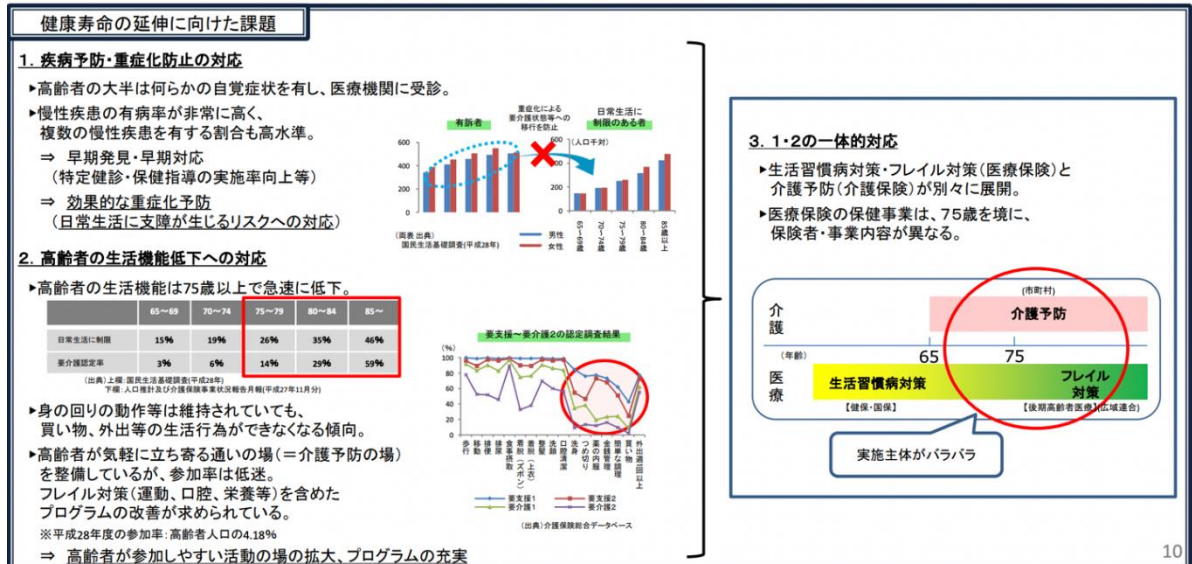 健康寿命の延伸に向けた課題
1. 疾病予防・重症化防止の対応
▶高齢者の大半は何らかの自覚症状を有し、医療機関に受診。
▶慢性疾患の有病率が非常に高く、
複数の慢性疾患を有する割合も高水準。
⇒ 早期発見・早期対応
(特定健診・保健指導の実施率向上等)
⇒ 効果的な重症化予防
(日常生活に支障が生じるリスクへの対応)
有訴者
重症化による
要介護状態等への
移行を防止
日常生活に
制限のある者
600
400
200
0
600
(人口千対)
400
200
0
65~69歳
70~74歳
75~79歳
80~84歳
85歳以上
(両表 出典)
国民生活基礎調査(平成28年)
男性
女性
2. 高齢者の生活機能低下への対応
▶高齢者の生活機能は75歳以上で急速に低下。
65~69 70~74 75~79 80~84 85~
日常生活に制限 15% 19% 26% 35% 46%
要介護認定率 3% 6% 14% 29% 59%
(出典)上欄:国民生活基礎調査(平成28年)
下欄:人口推計及び介護保険事業状況報告月報(平成27年11月分)
▶身の回りの動作等は維持されていても、
買い物、外出等の生活行為ができなくなる傾向。
▶高齢者が気軽に立ち寄る通いの場(=介護予防の場)
を整備しているが、参加率は低迷。
フレイル対策(運動、口腔、栄養等)を含めた
プログラムの改善が求められている。
※平成28年度の参加率:高齢者人口の4.18%
⇒ 高齢者が参加しやすい活動の場の拡大、プログラムの充実
要支援~要介護2の認定調査結果
(%)
100
80
60
40
20
0
歩行
移動
排便
排尿
食事摂取
着脱(ズボン)
着脱(上衣)
整髪
洗顔
口腔清潔
洗身
つめ切り
薬の内服
金銭管理
簡単な調理
買い物
外出週1回以上
要支援1 要支援2
要介護1 要介護2
(出典)介護保険総合データベース
3. 1・2の一体的対応
▶生活習慣病対策・フレイル対策(医療保険)と
介護予防(介護保険)が別々に展開。
▶医療保険の保健事業は、75歳を境に、
保険者・事業内容が異なる。
介護
(市町村)
介護予防
(年齢) 65 75
医療
生活習慣病対策
フレイル
対策
【健保・国保】
【後期高齢者医療】(広域連合)
実施主体がバラバラ
10